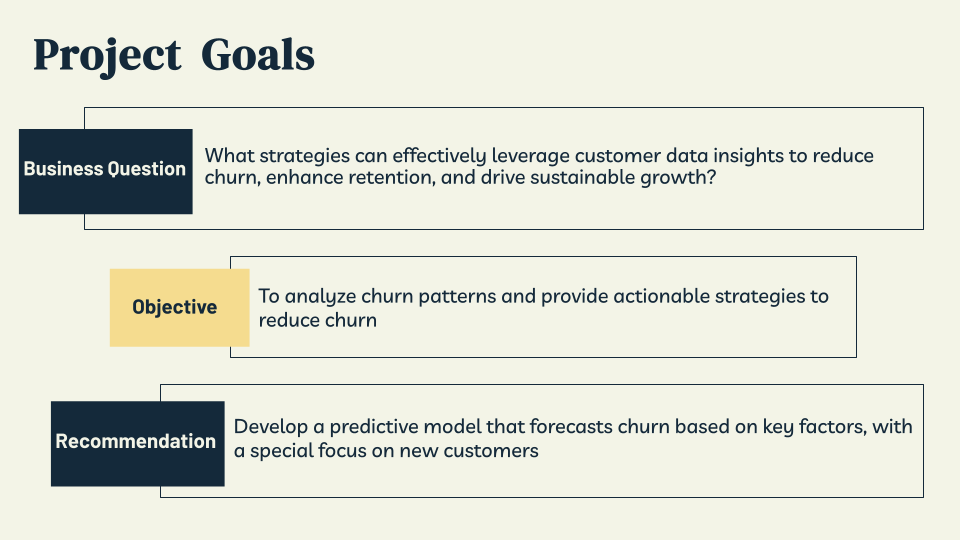 Project Goals
Business Question
What strategies can effectively leverage customer data insights to reduce
churn, enhance retention, and drive sustainable growth?
Objective
To analyze churn patterns and provide actionable strategies to
reduce churn
Recommendation
Develop a predictive model that forecasts churn based on key factors, with
a special focus on new customers